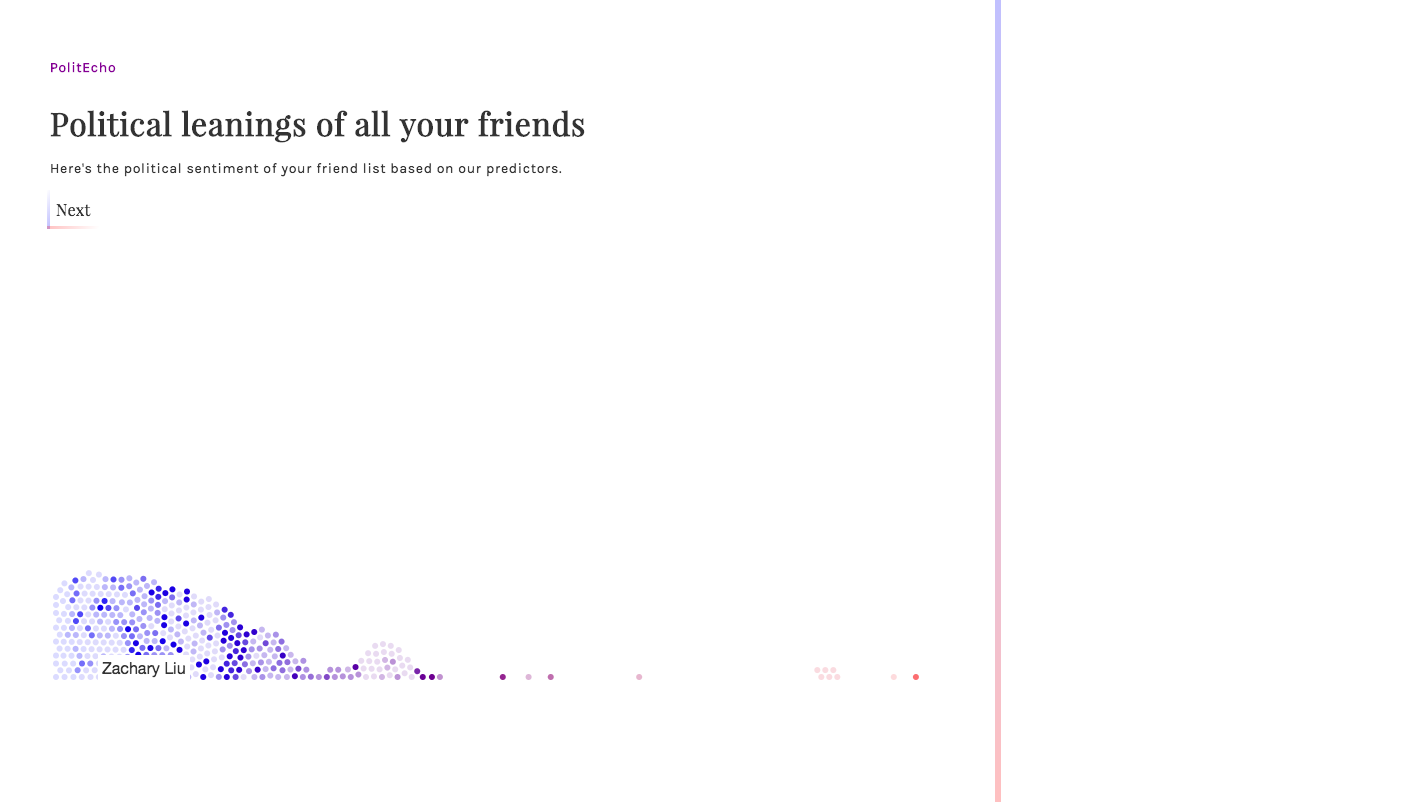 PolitEcho
Political leanings of all your friends
Here's the political sentiment of your friend list based on our predictors.
Next
Zachary Liu